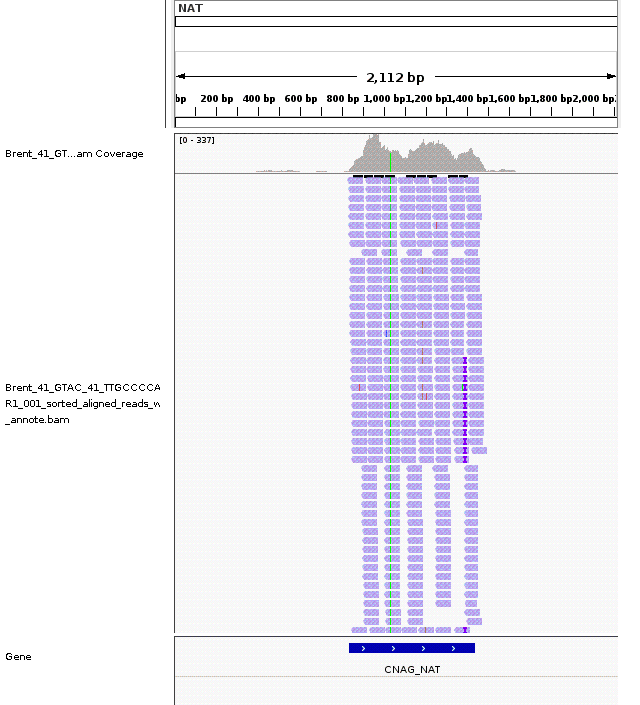 NAT
2,112 bp
bp 200 bp 400 bp 600 bp 800 bp 1,000 bp 1,200 bp 1,400 bp 1,600 bp 1,800 bp 2,000 bp
[0 - 337]
Brent_41_GT...am Coverage
Brent_41_GTAC_41_TTGCCCCA
R1_001_sorted_aligned_reads_w
_annote.bam
Gene
CNAG_NAT